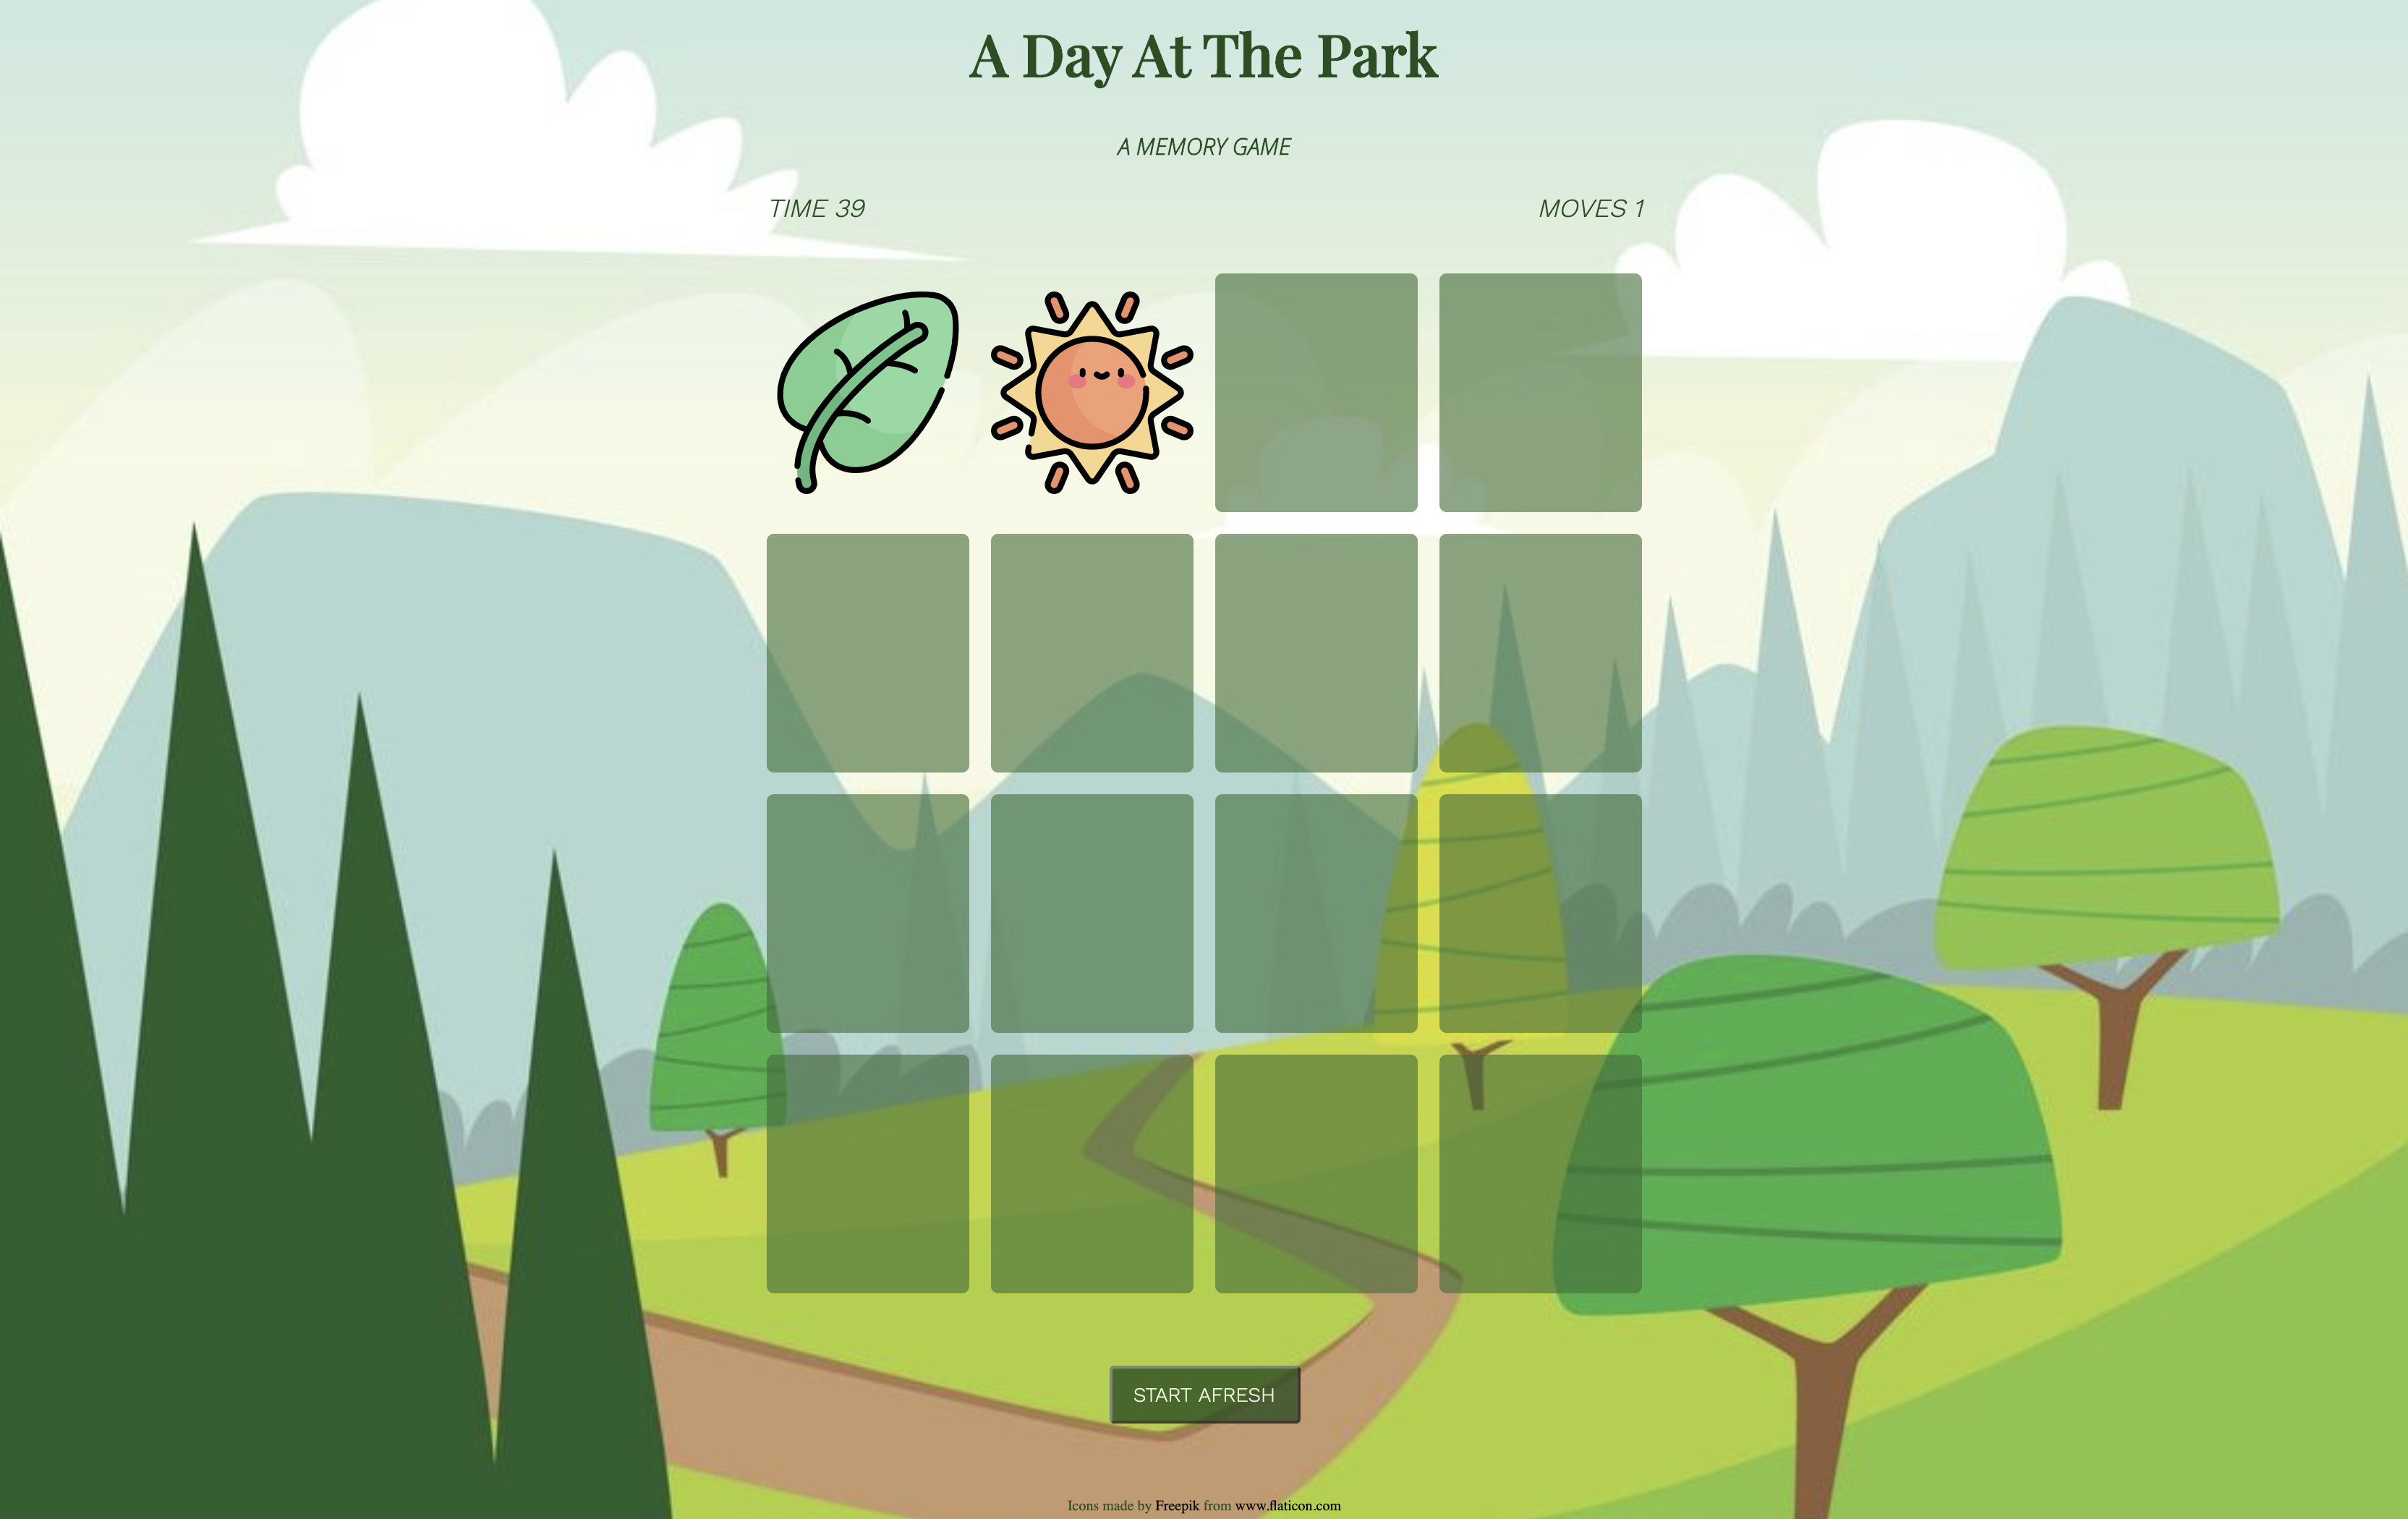 A Day At The Park
A MEMORY GAME
TIME 39
MOVES 1
START AFRESH
Icons made by Freepik from www.flaticon.com